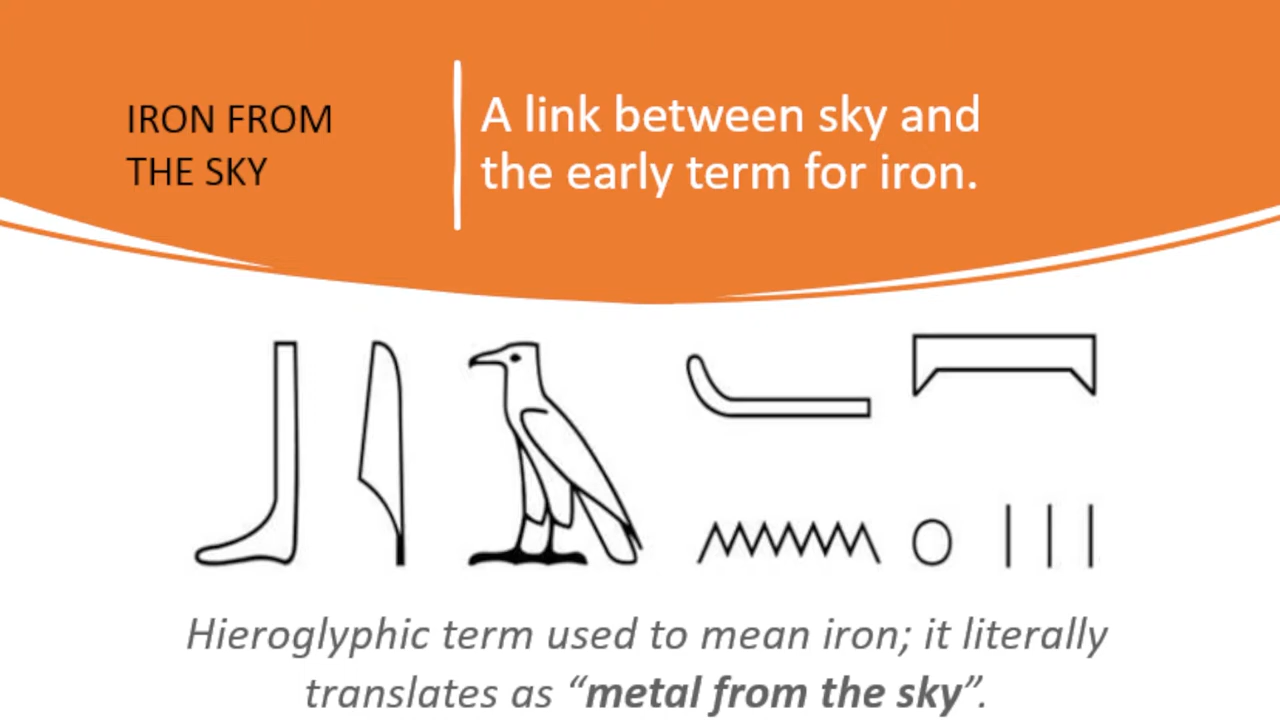 IRON FROM
THE SKY
A link between sky and
the early term for iron.
𓃀𓇋𓄿𓈖𓇯𓈒𓏥
Hieroglyphic term used to mean iron; it literally
translates as “metal from the sky”.